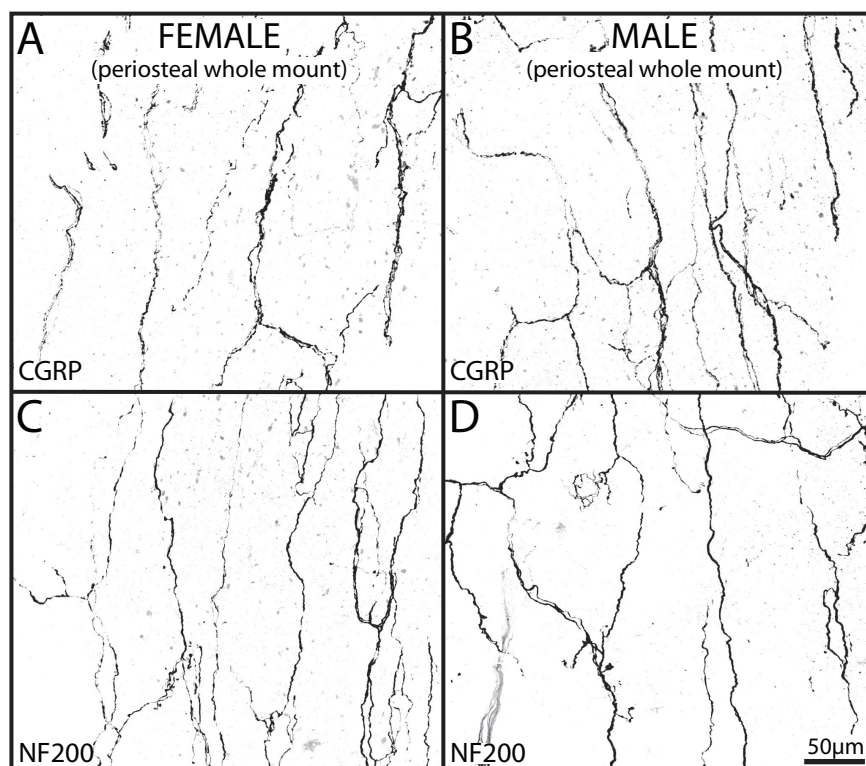 A
FEMALE
(periosteal whole mount)
CGRP
B
MALE
(periosteal whole mount)
CGRP
C
NF200
D
NF200
50µm